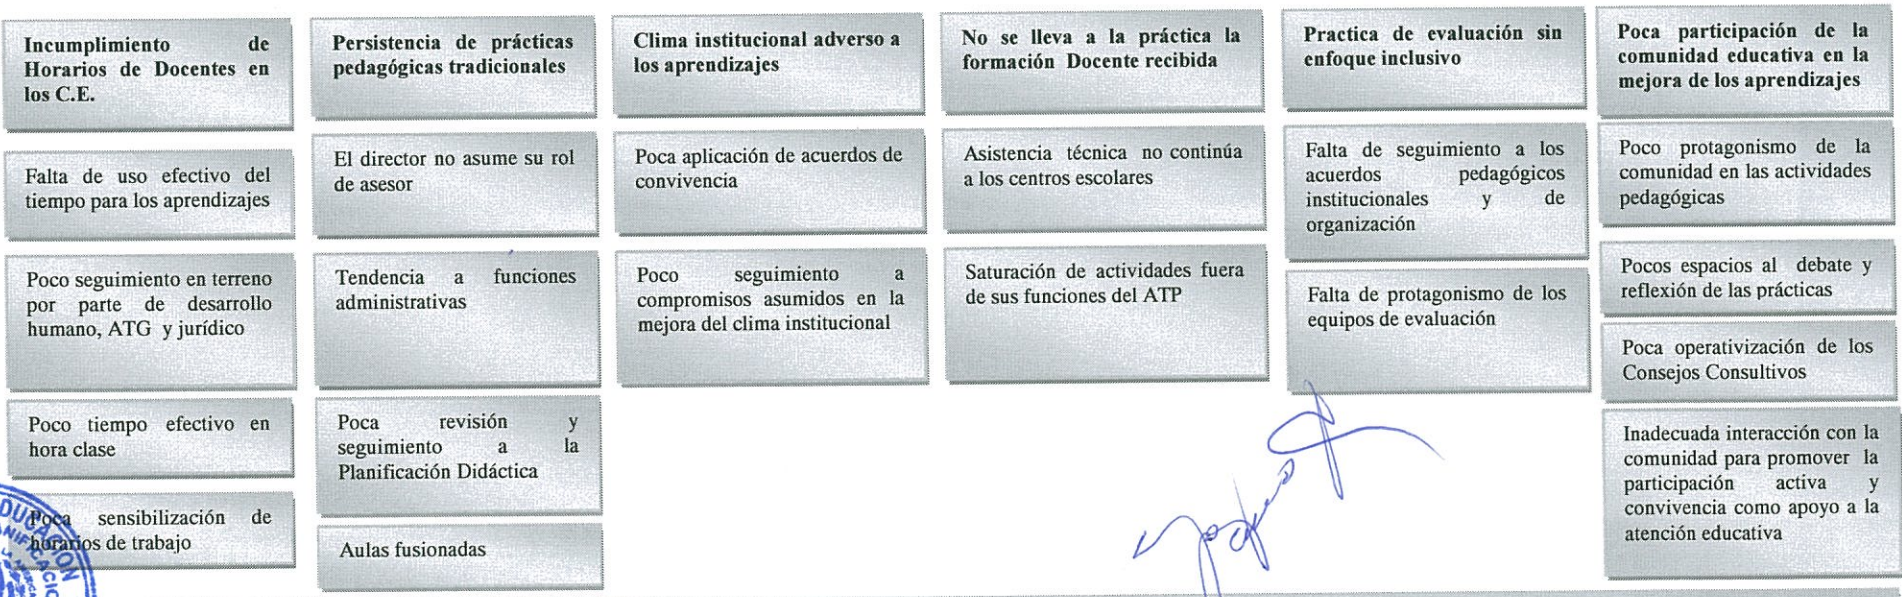 Incumplimiento de
Horarios de Docentes en
los C.E.
Falta de uso efectivo del
tiempo para los aprendizajes
Poco seguimiento en terreno
por parte de desarrollo
humano, ATG y jurídico
Poco tiempo efectivo en
hora clase
Poca sensibilización de
horarios de trabajo
Persistencia de prácticas
pedagógicas tradicionales
El director no asume su rol
de asesor
Tendencia a funciones
administrativas
Poca revisión y
seguimiento a la
Planificación Didáctica
Aulas fusionadas
Clima institucional adverso a
los aprendizajes
Poca aplicación de acuerdos de
convivencia
Poco seguimiento a
compromisos asumidos en la
mejora del clima institucional
No se lleva a la práctica la
formación Docente recibida
Asistencia técnica no continúa
a los centros escolares
Saturación de actividades fuera
de sus funciones del ATP
Practica de evaluación sin
enfoque inclusivo
Falta de seguimiento a los
acuerdos pedagógicos
institucionales y de
organización
Falta de protagonismo de los
equipos de evaluación
Poca participación de la
comunidad educativa en la
mejora de los aprendizajes
Poco protagonismo de la
comunidad en las actividades
pedagógicas
Pocos espacios al debate y
reflexión de las prácticas
Poca operativización de los
Consejos Consultivos
Inadecuada interacción con la
comunidad para promover la
participación activa y
convivencia como apoyo a la
atención educativa